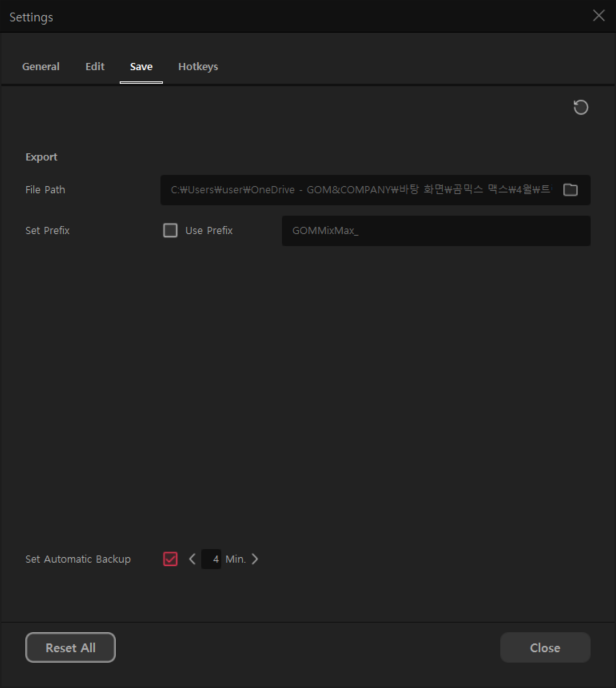 Settings
General Edit Save Hotkeys
Export
File Path C:₩Users₩user₩OneDrive - GOM&COMPANY₩바탕 화면₩곰믹스 맥스₩4월₩트
Set Prefix Use Prefix GOMMixMax_
Set Automatic Backup 4 Min.
Reset All Close